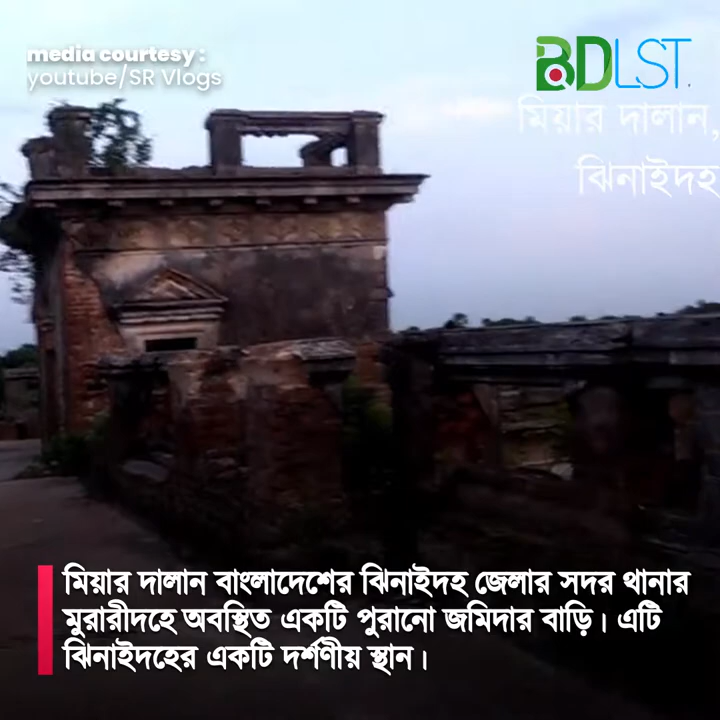 media courtesy :
youtube/SR Vlogs
BDLST.
মিয়ার দালান,
ঝিনাইদহ
মিয়ার দালান বাংলাদেশের ঝিনাইদহ জেলার সদর থানার
মুরারীদহে অবস্থিত একটি পুরানো জমিদার বাড়ি। এটি
ঝিনাইদহের একটি দর্শণীয় স্থান।